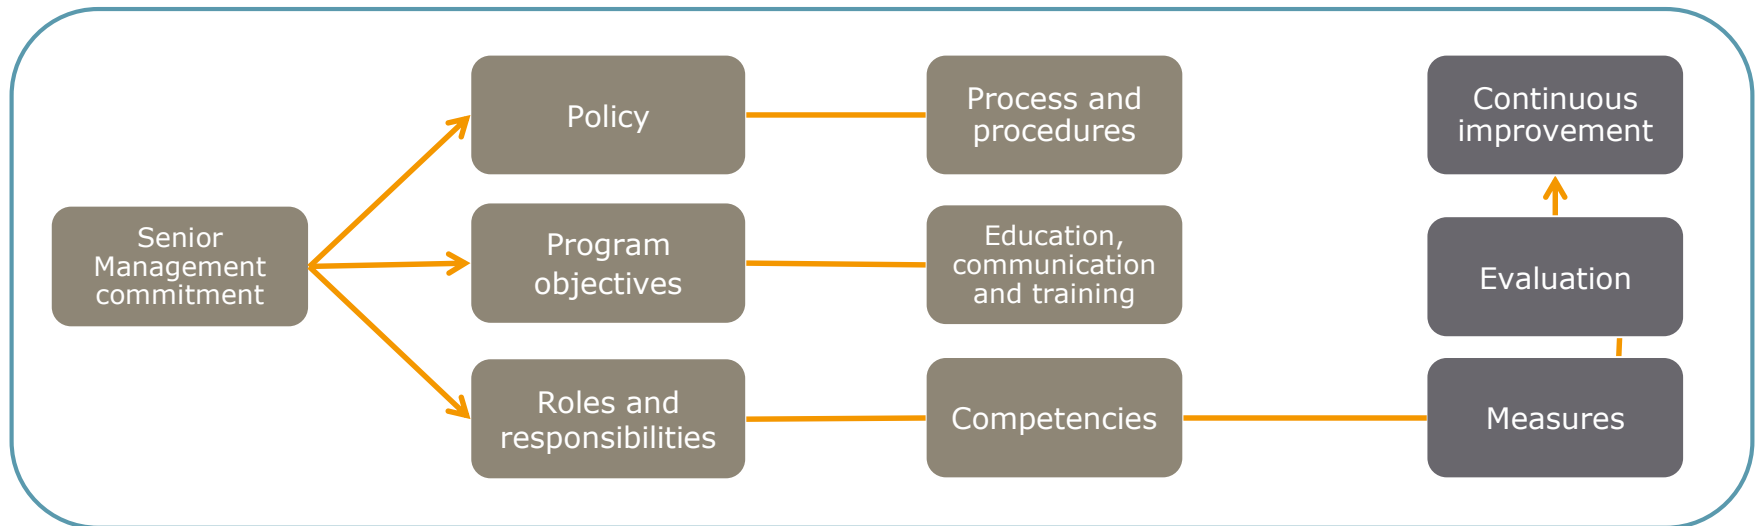 Senior
Management
commitment
Policy
Program
objectives
Roles and
responsibilities
Process and
procedures
Education,
communication
and training
Competencies
Continuous
improvement
Evaluation
Measures